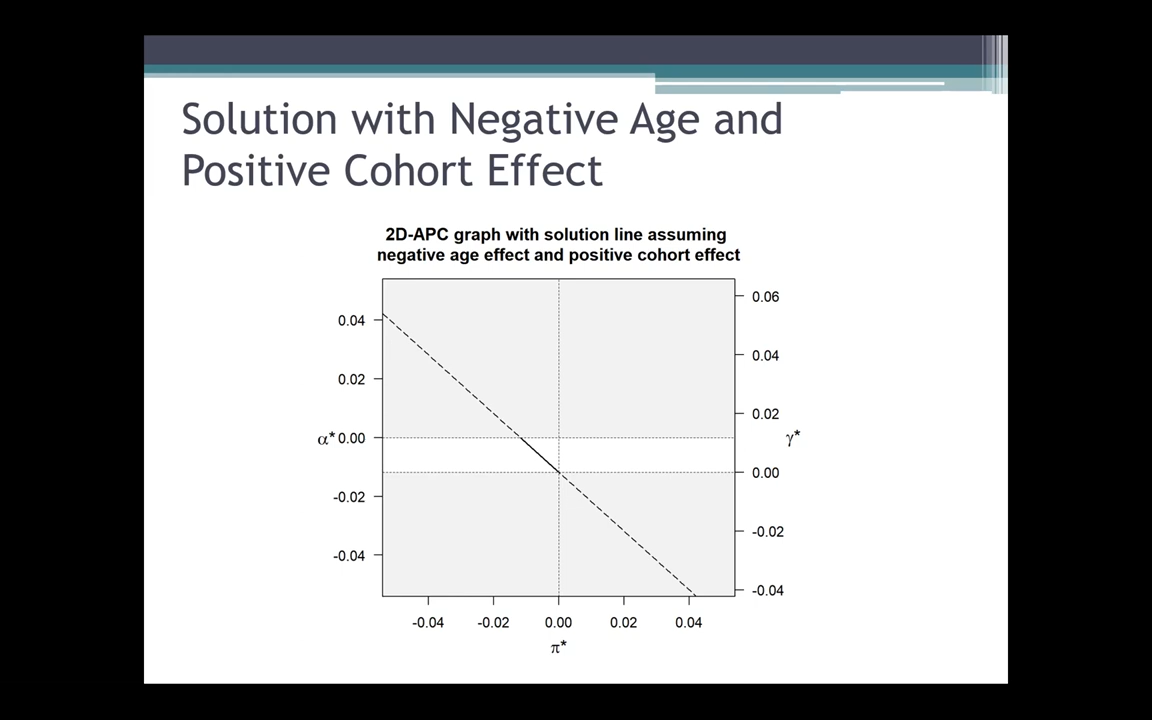 Solution with Negative Age and
Positive Cohort Effect
2D-APC graph with solution line assuming
negative age effect and positive cohort effect
0.06
0.04
0.04
0.02
0.02
α* 0.00
γ*
0.00
-0.02
-0.02
-0.04
-0.04
-0.04 -0.02 0.00 0.02 0.04
π*